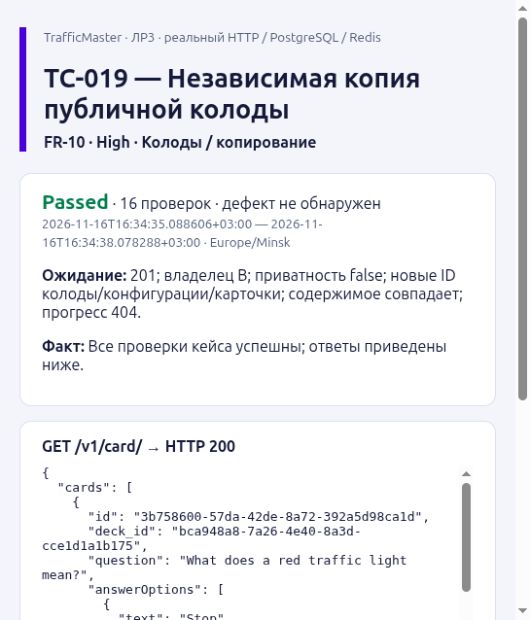 TrafficMaster · ЛР3 · реальный HTTP / PostgreSQL / Redis
TC-019 — Независимая копия
публичной колоды
FR-10 · High · Колоды / копирование
Passed · 16 проверок · дефект не обнаружен
2026-11-16T16:34:35.088606+03:00 — 2026-11-
16T16:34:38.078288+03:00 · Europe/Minsk
Ожидание: 201; владелец B; приватность false; новые ID
колоды/конфигурации/карточки; содержимое совпадает;
прогресс 404.
Факт: Все проверки кейса успешны; ответы приведены
ниже.
GET /v1/card/ → HTTP 200
{
  "cards": [
    {
      "id": "3b758600-57da-42de-8a72-392a5d98ca1d",
      "deck_id": "bca948a8-7a26-4e40-8a3d-
cce1d1a1b175",
      "question": "What does a red traffic light
mean?",
      "answerOptions": [
        {
          "text": "Stop"